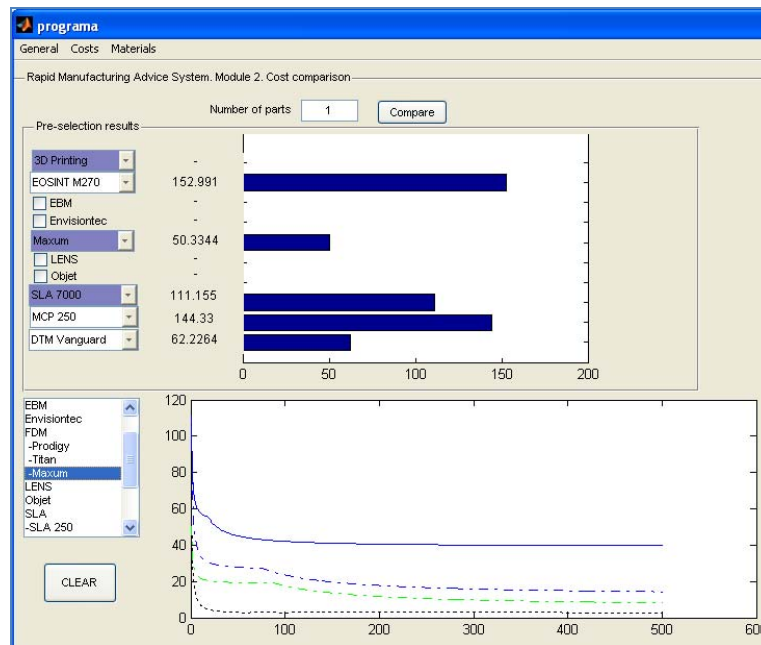 programa
General Costs Materials
Rapid Manufacturing Advice System. Module 2. Cost comparison
Number of parts 1 Compare
Pre-selection results
3D Printing -
EOSINT M270 152.991
EBM -
Envisiontec -
Maxum 50.3344
LENS -
Objet -
SLA 7000 111.155
MCP 250 144.33
DTM Vanguard 62.2264
0 50 100 150 200
EBM
Envisiontec
FDM
-Prodigy
-Titan
-Maxum
LENS
Objet
SLA
-SLA 250
CLEAR
120
100
80
60
40
20
0
0 100 200 300 400 500 600